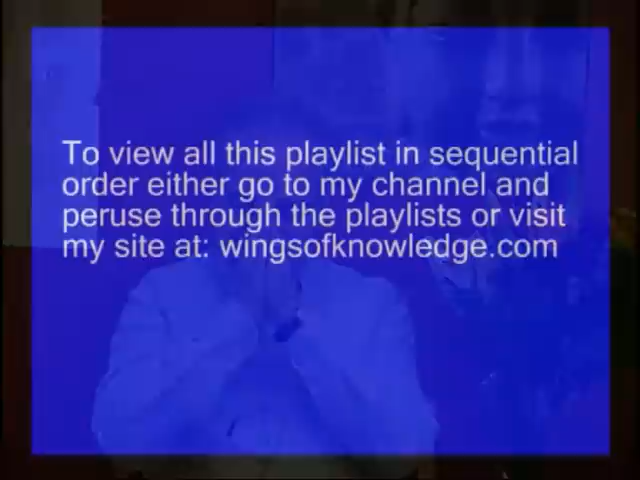 To view all this playlist in sequential
order either go to my channel and
peruse through the playlists or visit
my site at: wingsofknowledge.com